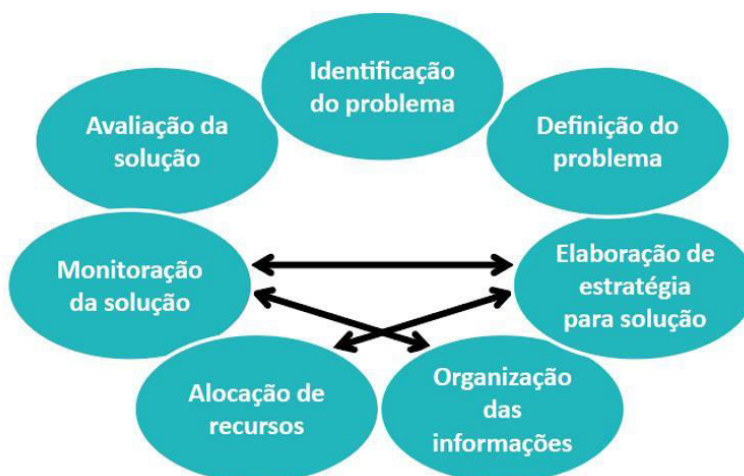 Identificação
do problema
Definição do
problema
Elaboração de
estratégia
para solução
Organização
das
informações
Alocação de
recursos
Monitoração
da solução
Avaliação da
solução